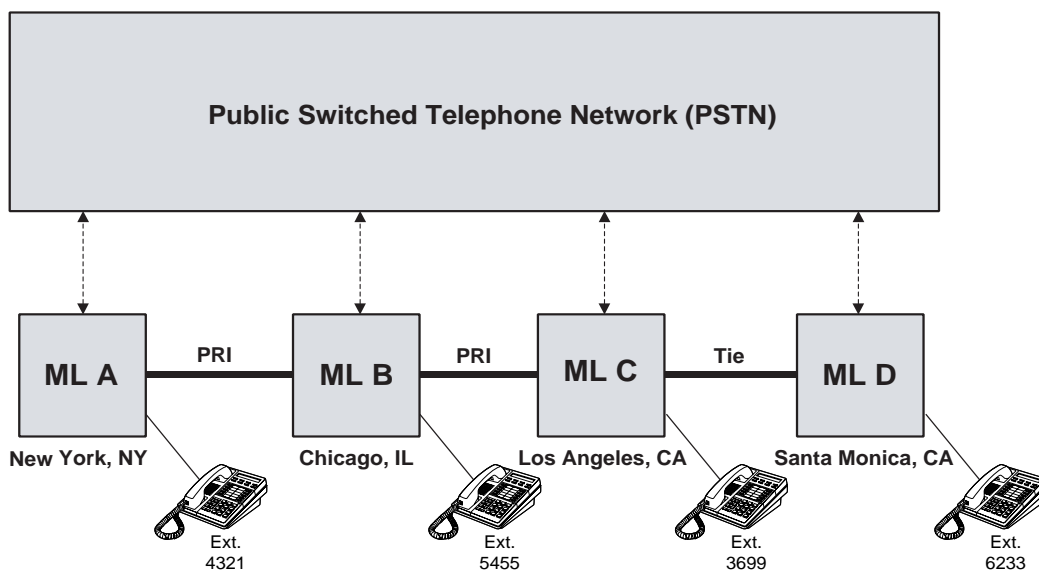 Public Switched Telephone Network (PSTN)
PRI
PRI
Tie
ML A
ML B
ML C
ML D
New York, NY
Chicago, IL
Los Angeles, CA
Santa Monica, CA
Ext.
4321
Ext.
5455
Ext.
3699
Ext.
6233